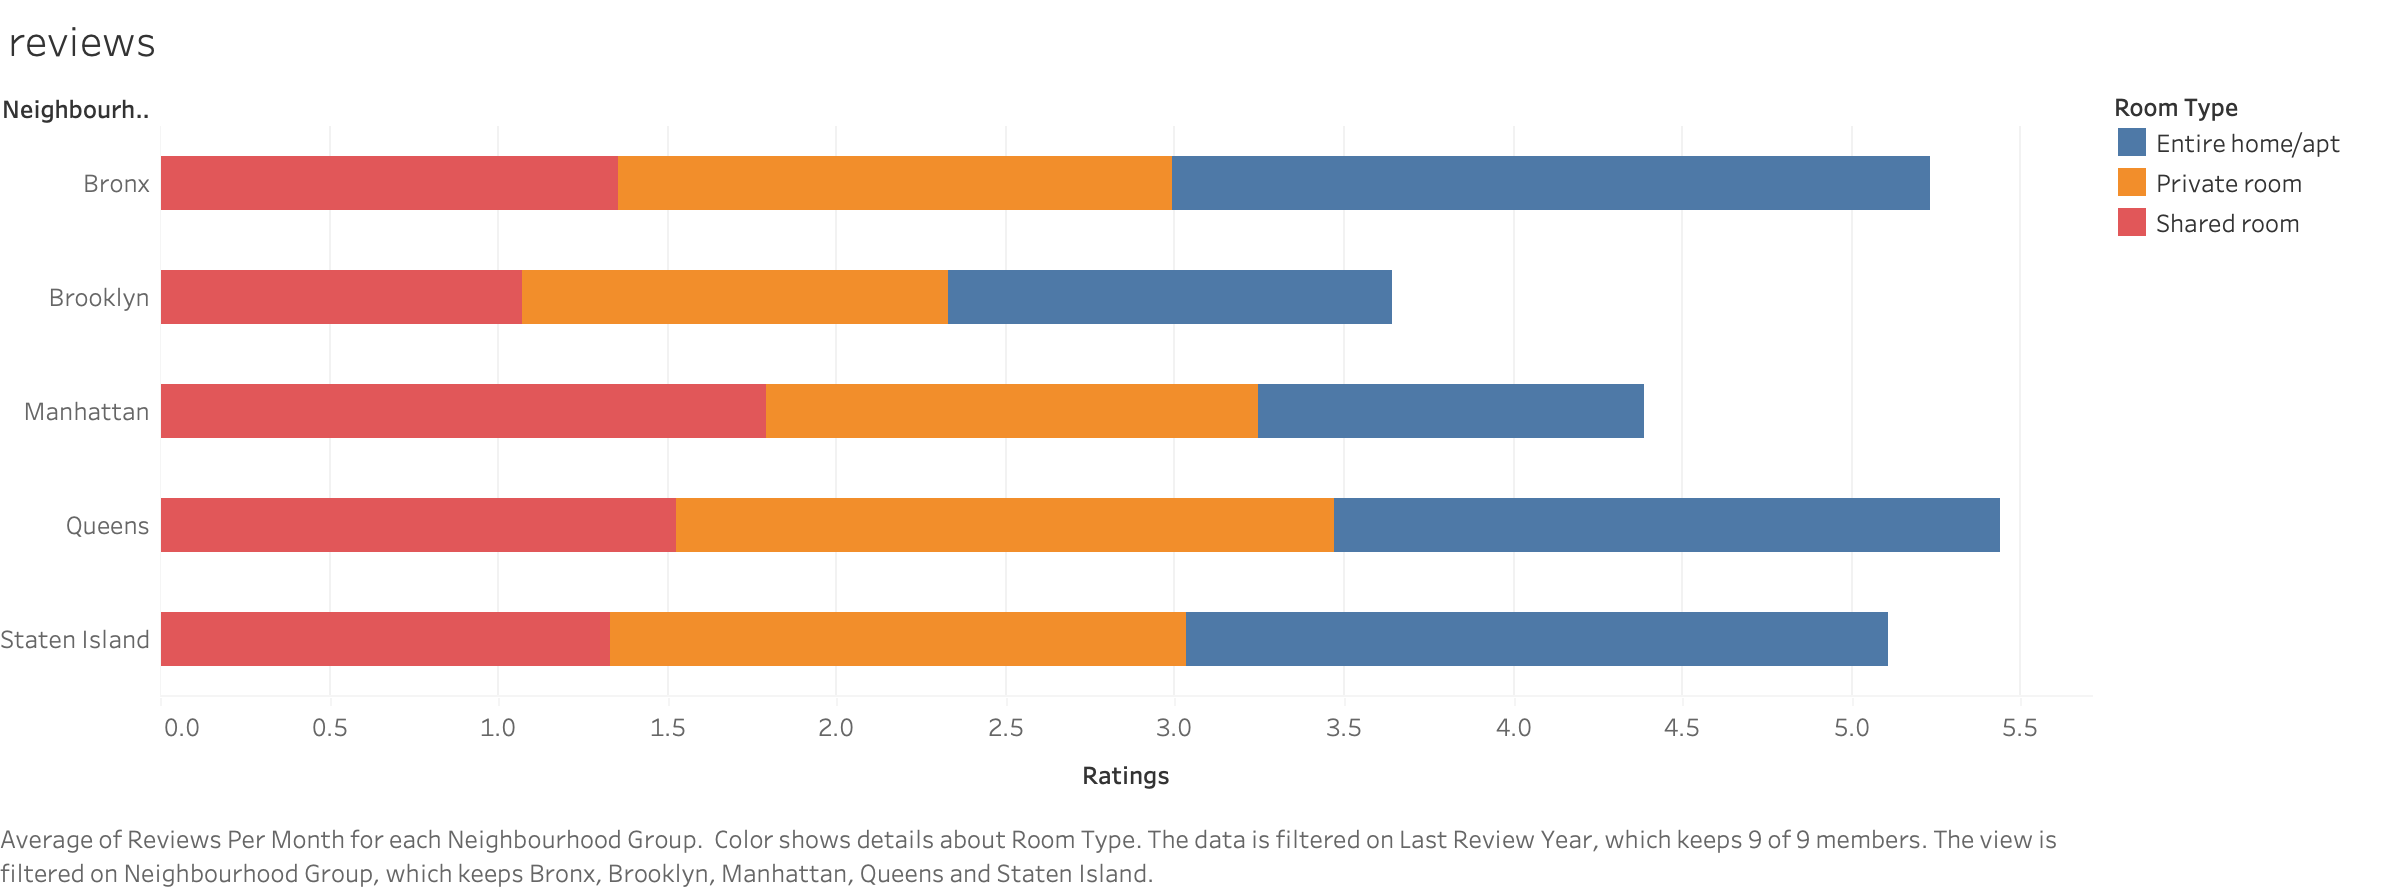 reviews
Neighbourh..
Room Type
Entire home/apt
Private room
Shared room
Bronx
Brooklyn
Manhattan
Queens
Staten Island
0.0 0.5 1.0 1.5 2.0 2.5 3.0 3.5 4.0 4.5 5.0 5.5
Ratings
Average of Reviews Per Month for each Neighbourhood Group.  Color shows details about Room Type. The data is filtered on Last Review Year, which keeps 9 of 9 members. The view is
filtered on Neighbourhood Group, which keeps Bronx, Brooklyn, Manhattan, Queens and Staten Island.